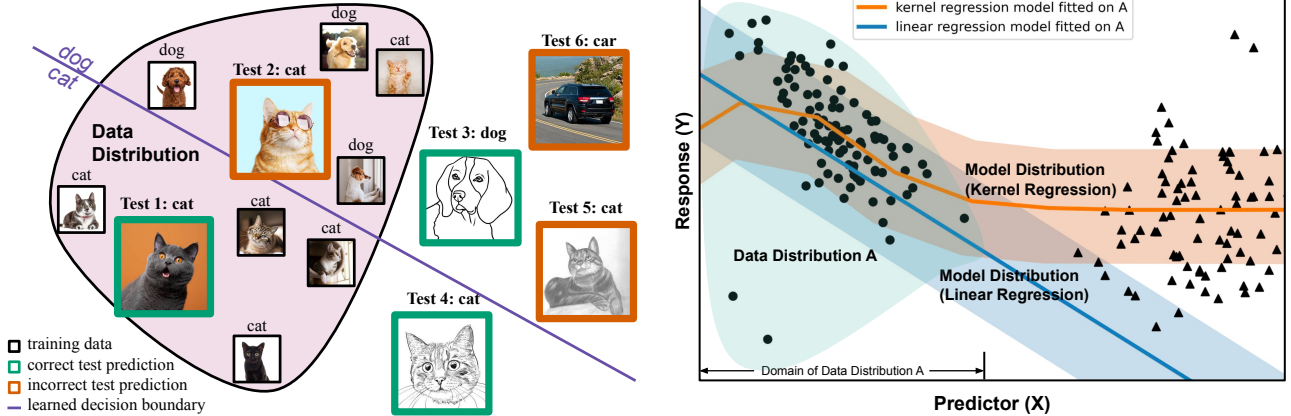 dog
cat
dog
dog
cat
Test 2: cat
Test 6: car
Data
Distribution
Test 3: dog
dog
cat
Test 1: cat
cat
cat
Test 5: cat
Test 4: cat
cat
training data
correct test prediction
incorrect test prediction
learned decision boundary
kernel regression model fitted on A
linear regression model fitted on A
Response (Y)
Model Distribution
(Kernel Regression)
Data Distribution A
Model Distribution
(Linear Regression)
Domain of Data Distribution A
Predictor (X)